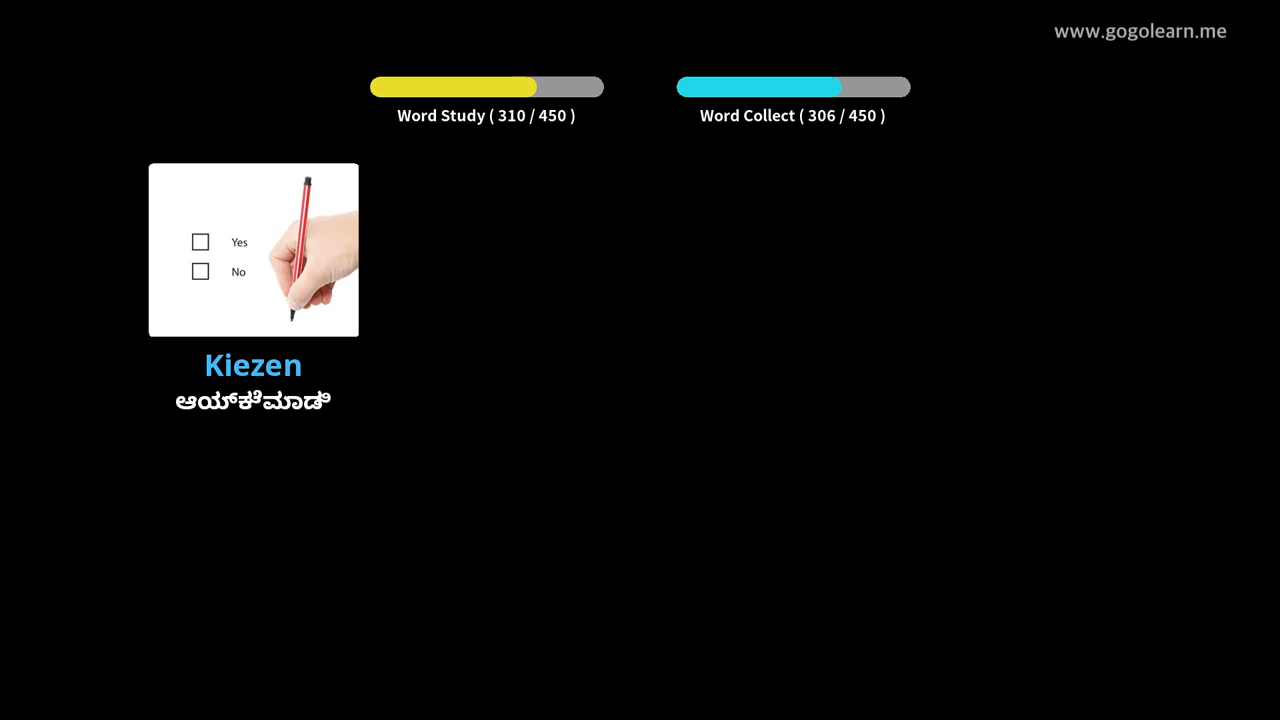 www.gogolearn.me
Word Study ( 310 / 450 )
Word Collect ( 306 / 450 )
Yes
No
Kiezen
ಆಯ್ಕೆಮಾಡಿ